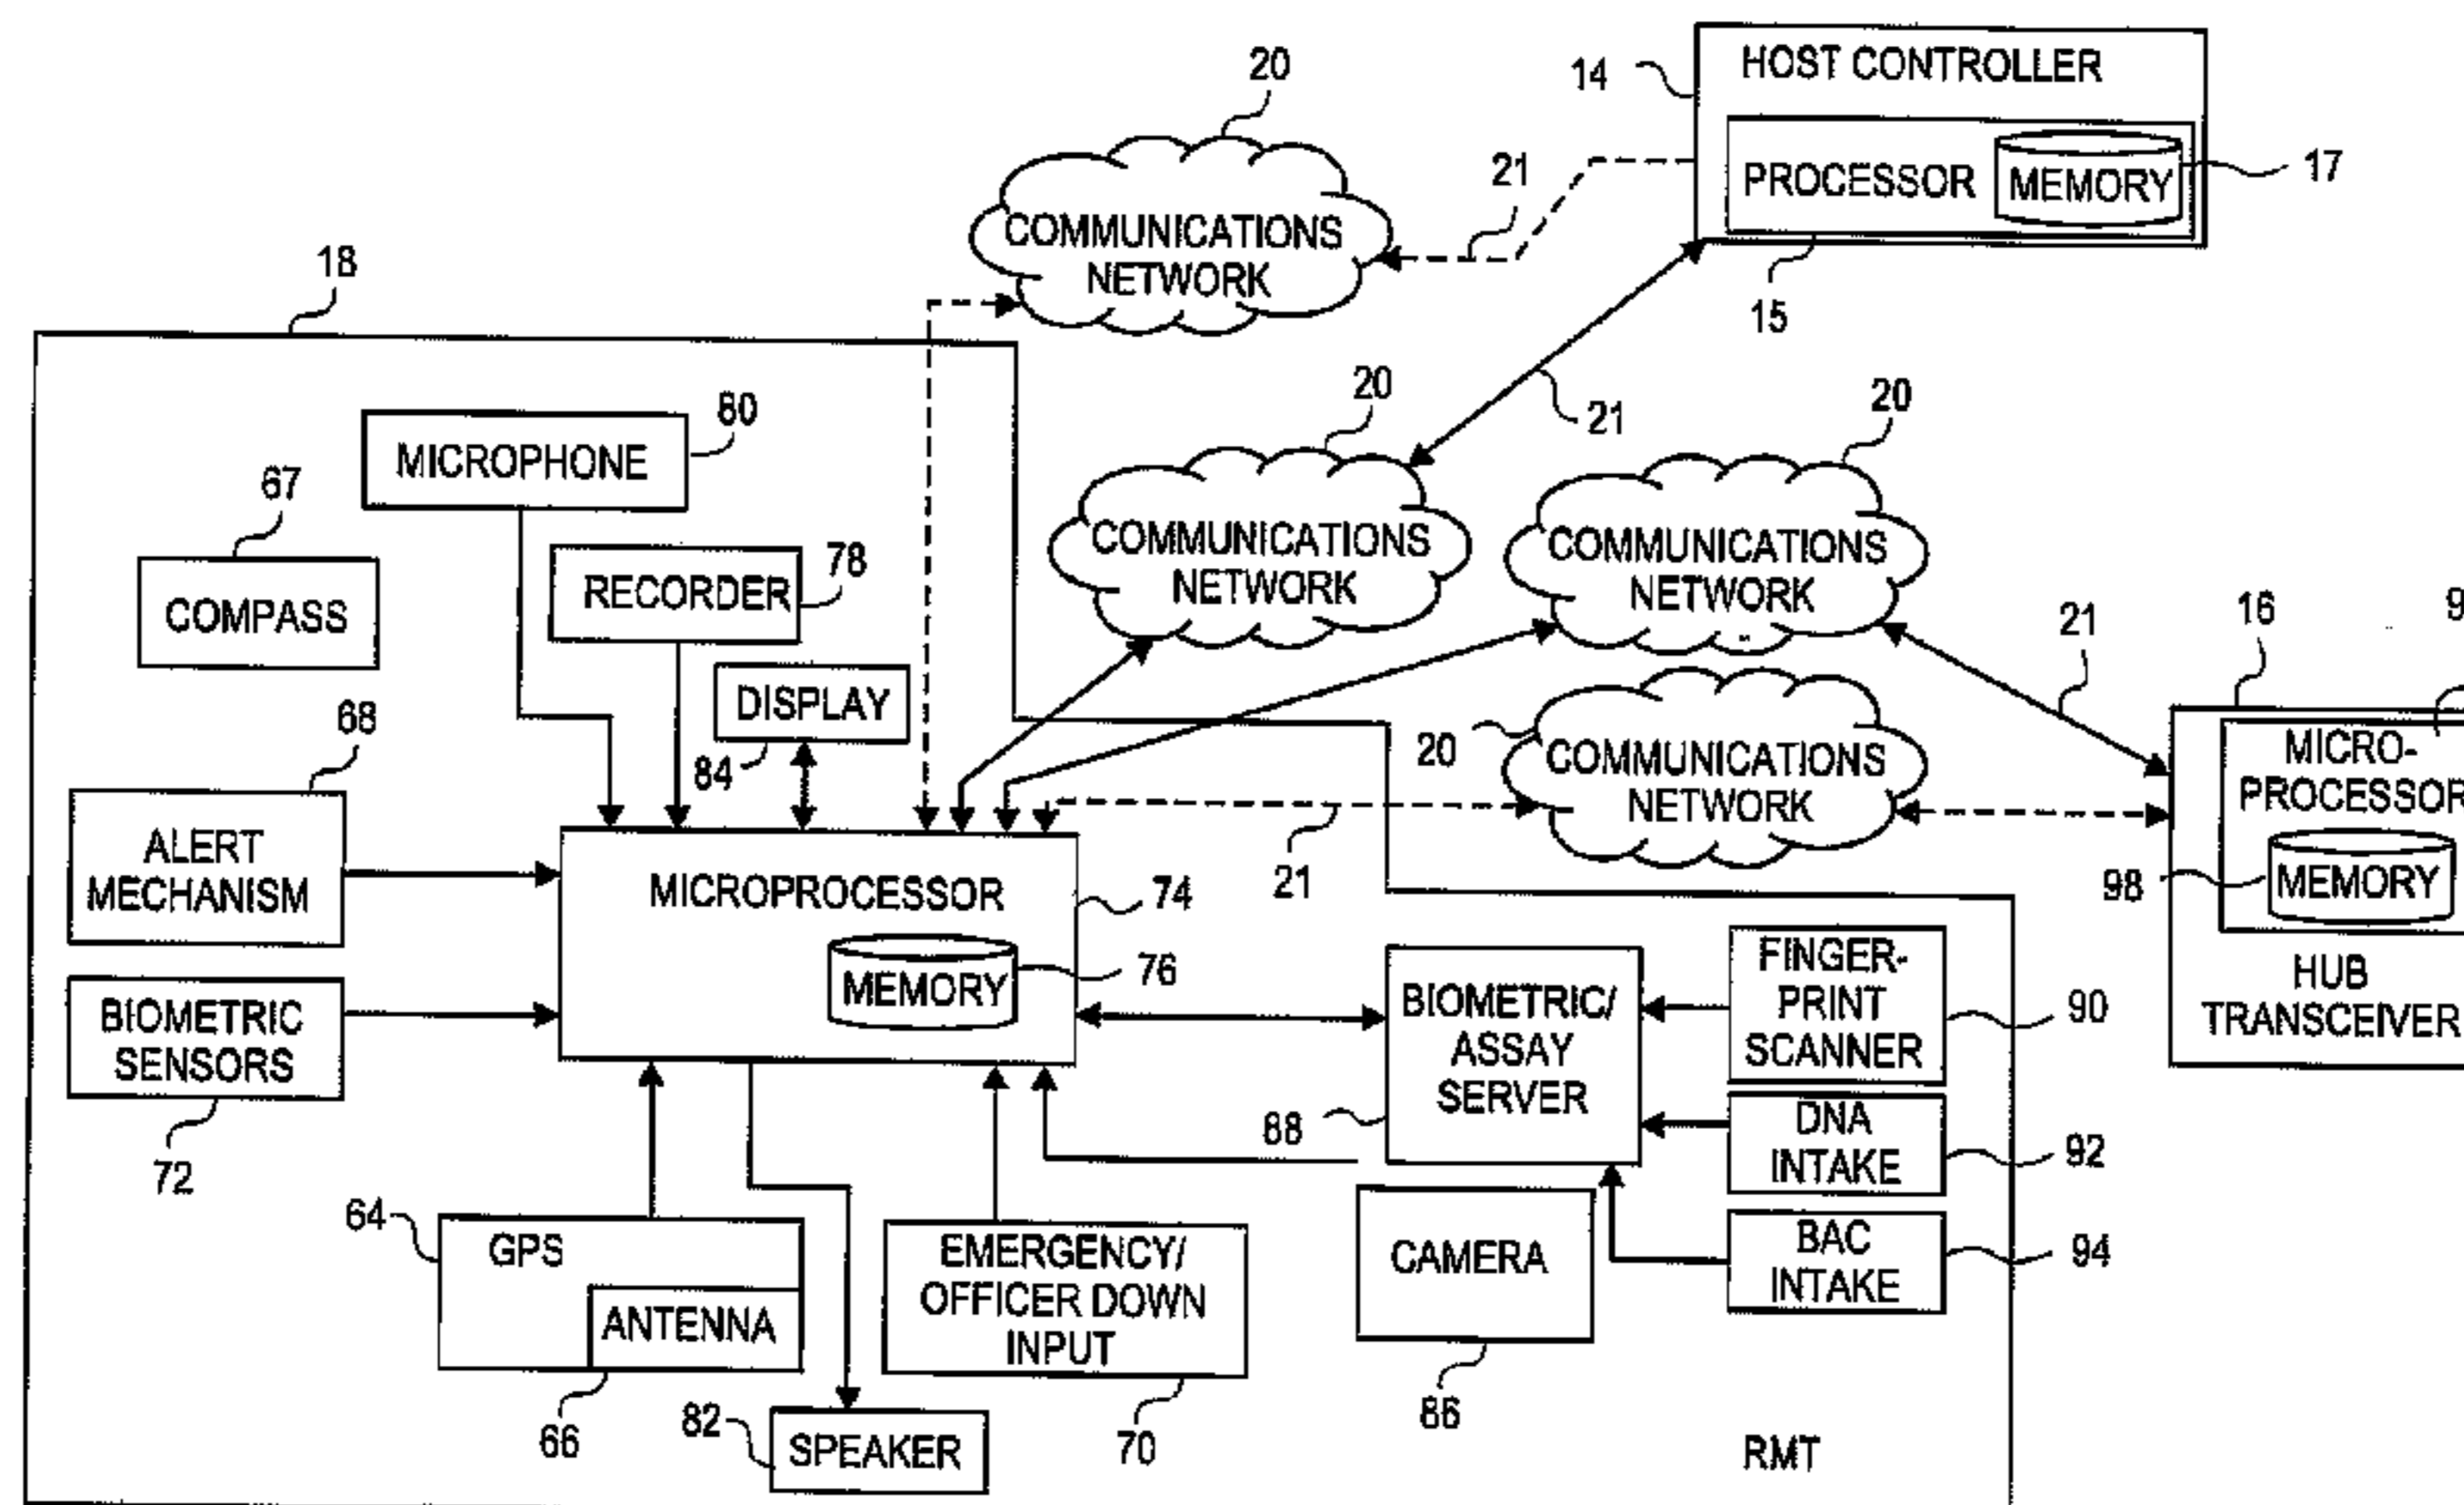 20
14
HOST CONTROLLER
PROCESSOR
MEMORY
17
15
21
COMMUNICATIONS
NETWORK
18
20
21
20
COMMUNICATIONS
NETWORK
COMMUNICATIONS
NETWORK
80
MICROPHONE
67
COMPASS
RECORDER
78
DISPLAY
84
68
ALERT
MECHANISM
20
COMMUNICATIONS
NETWORK
21
21
16
9
MICRO-
PROCESSOR
98
MEMORY
HUB
TRANSCEIVER
MICROPROCESSOR
74
MEMORY
76
BIOMETRIC
SENSORS
72
BIOMETRIC/
ASSAY
SERVER
88
FINGER-
PRINT
SCANNER
90
DNA
INTAKE
92
BAC
INTAKE
94
64
GPS
ANTENNA
66
82
SPEAKER
EMERGENCY/
OFFICER DOWN
INPUT
70
CAMERA
86
RMT